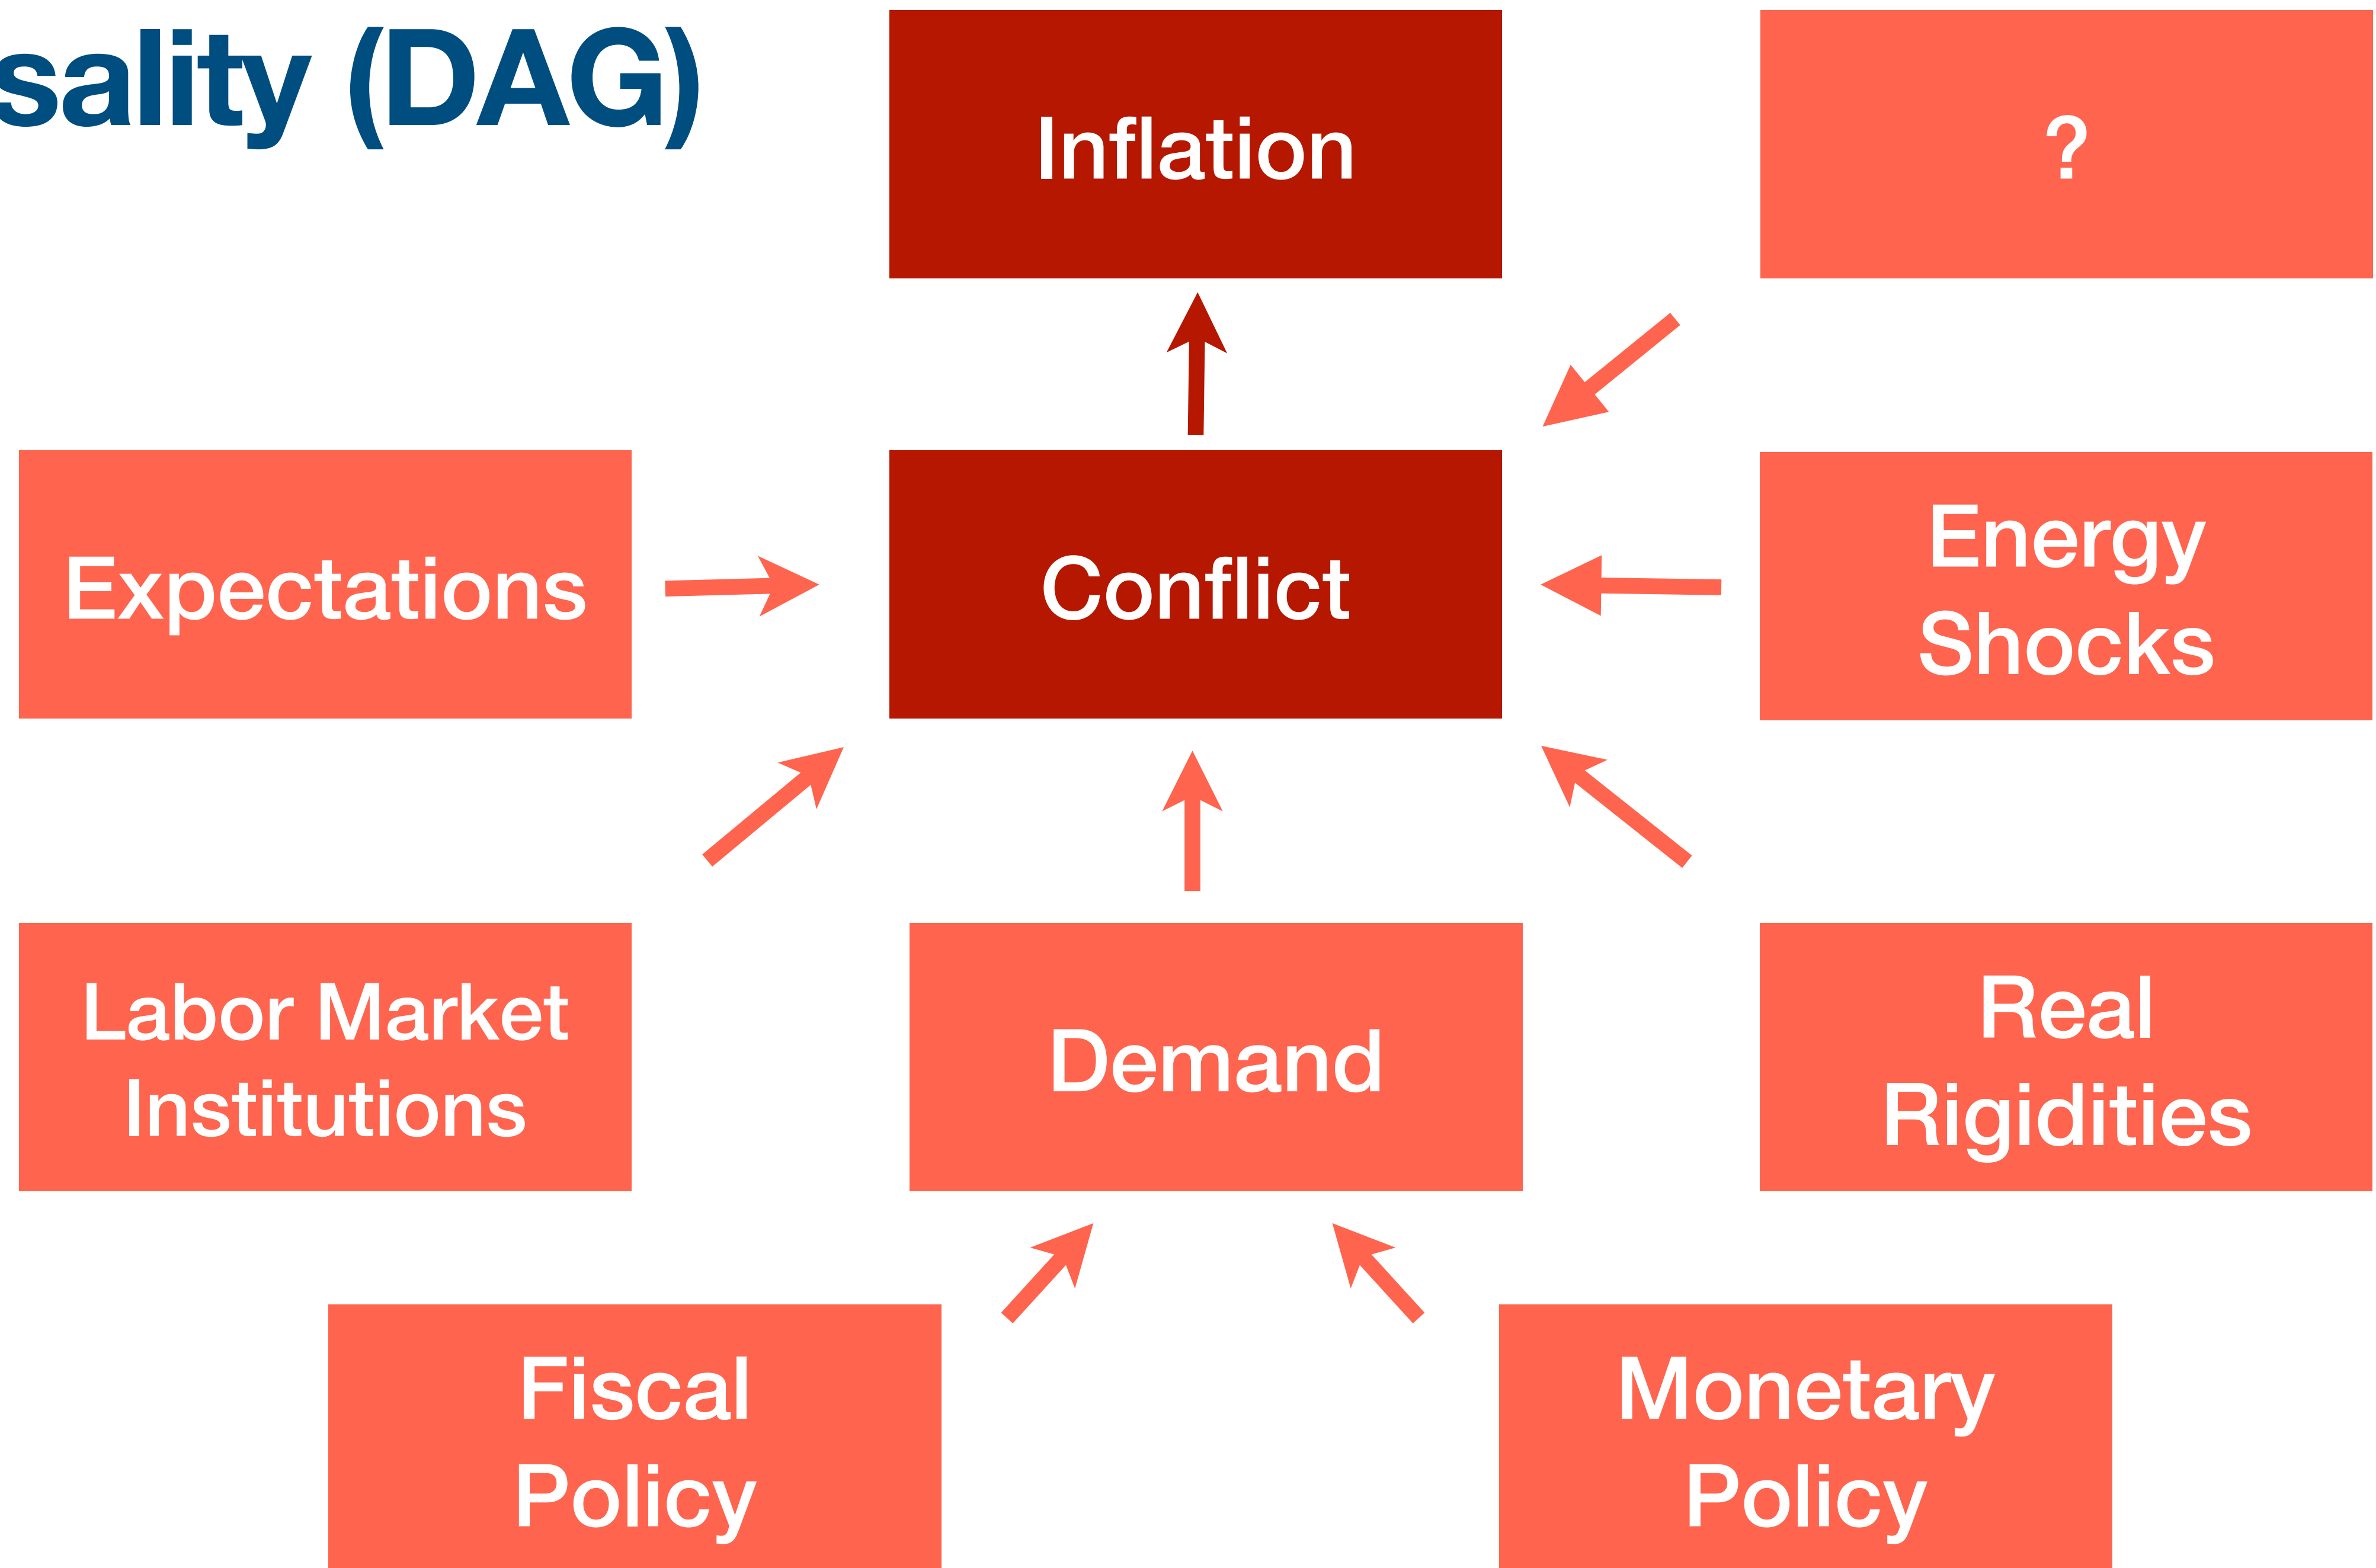 sality (DAG)
Inflation
?
Expectations
Conflict
Energy
Shocks
Labor Market
Institutions
Demand
Real
Rigidities
Fiscal
Policy
Monetary
Policy